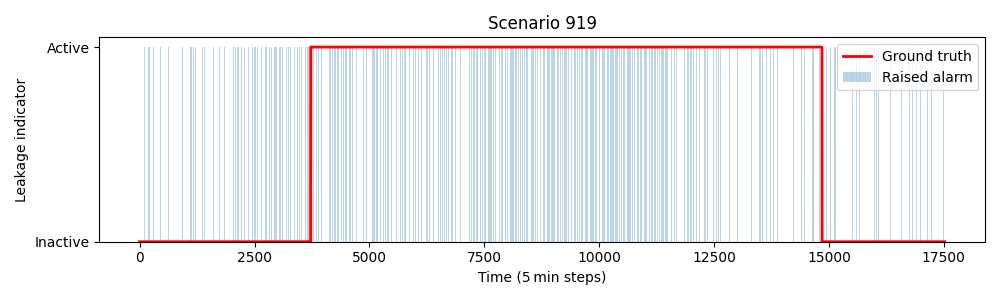 Scenario 919
Active
Inactive
Leakage indicator
Ground truth
Raised alarm
0 2500 5000 7500 10000 12500 15000 17500
Time (5 min steps)